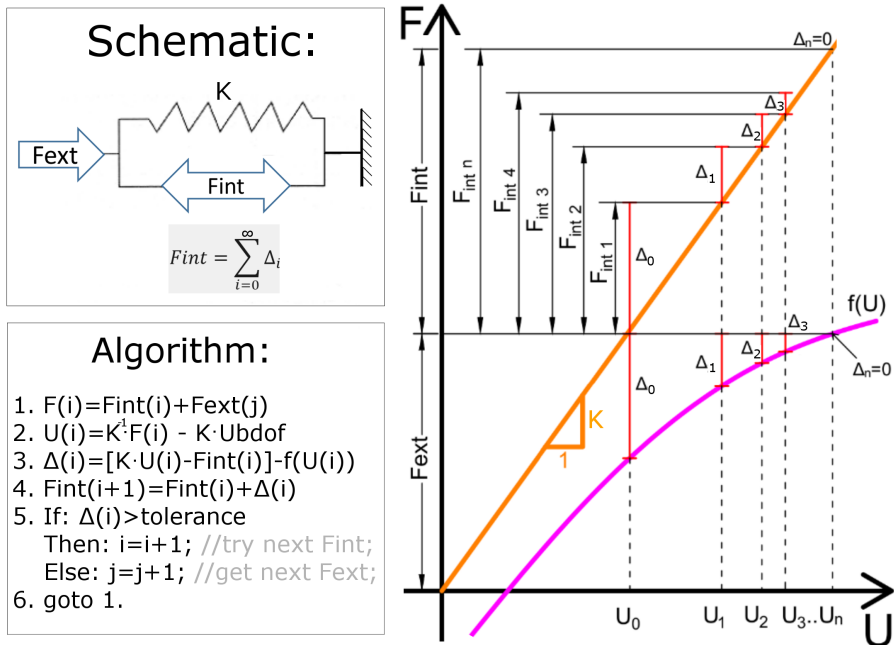 Schematic:
K
Fext
Fint
Fint = ∞ ∑ i=0 Δi
Algorithm:
1. F(i)=Fint(i)+Fext(j)
2. U(i)=K⁻¹·F(i) - K·Ubdof
3. Δ(i)=[K·U(i)-Fint(i)]-f(U(i))
4. Fint(i+1)=Fint(i)+Δ(i)
5. If: Δ(i)>tolerance
Then: i=i+1; //try next Fint;
Else: j=j+1; //get next Fext;
6. goto 1.
F
Δn=0
Δ3
Δ2
Δ1
Δ0
Fint
Fint n
Fint 4
Fint 3
Fint 2
Fint 1
f(U)
Δ3
Δ2
Δ1
Δ0
Δn=0
Fext
K
1
U0
U1
U2
U3..Un
U